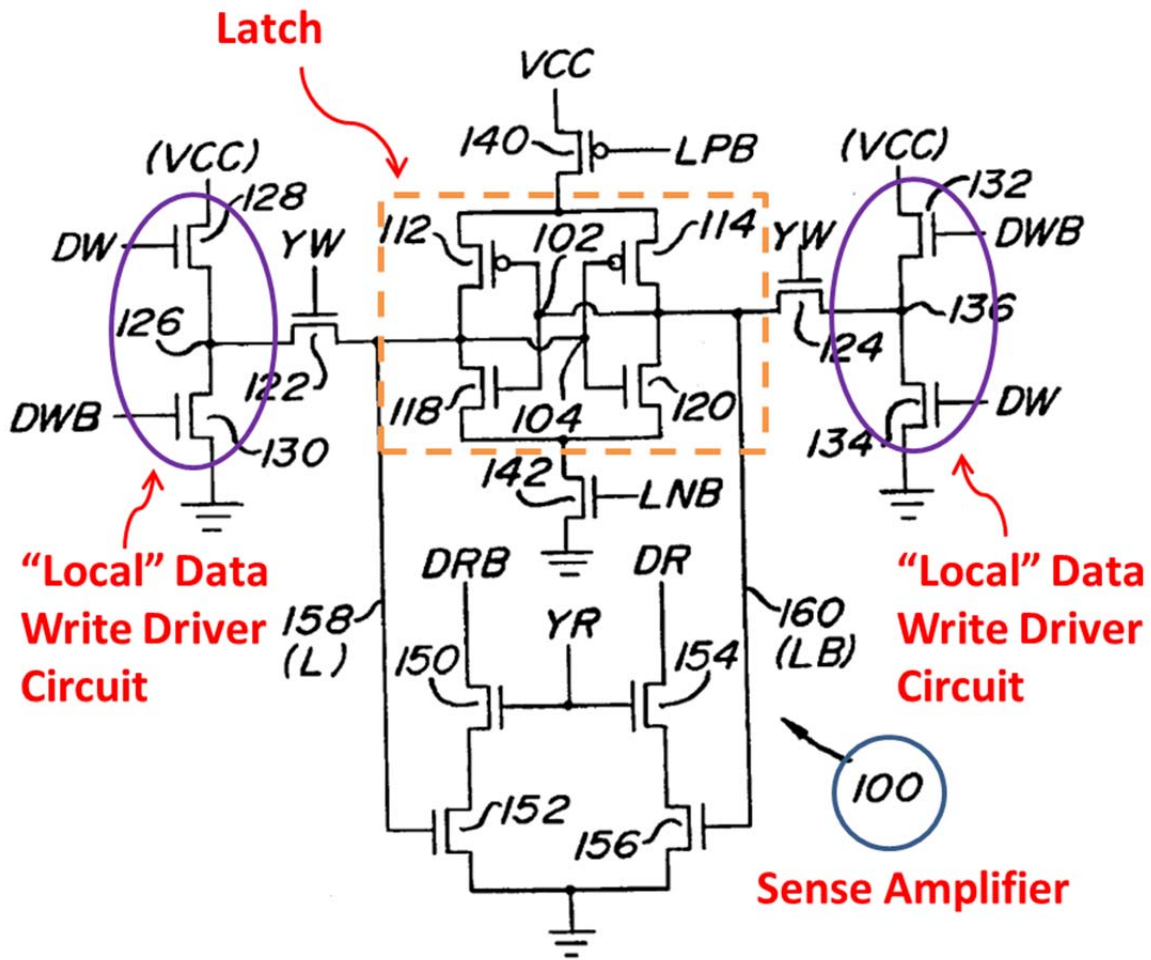 Latch
VCC
140
LPB
(VCC)
(VCC)
128
132
DW
YW
112
102
114
YW
DWB
126
136
122
124
DWB
118
104
120
DW
130
134
142
LNB
"Local" Data
Write Driver
Circuit
DRB
DR
"Local" Data
Write Driver
Circuit
158
(L)
YR
160
(LB)
150
154
152
156
100
Sense Amplifier